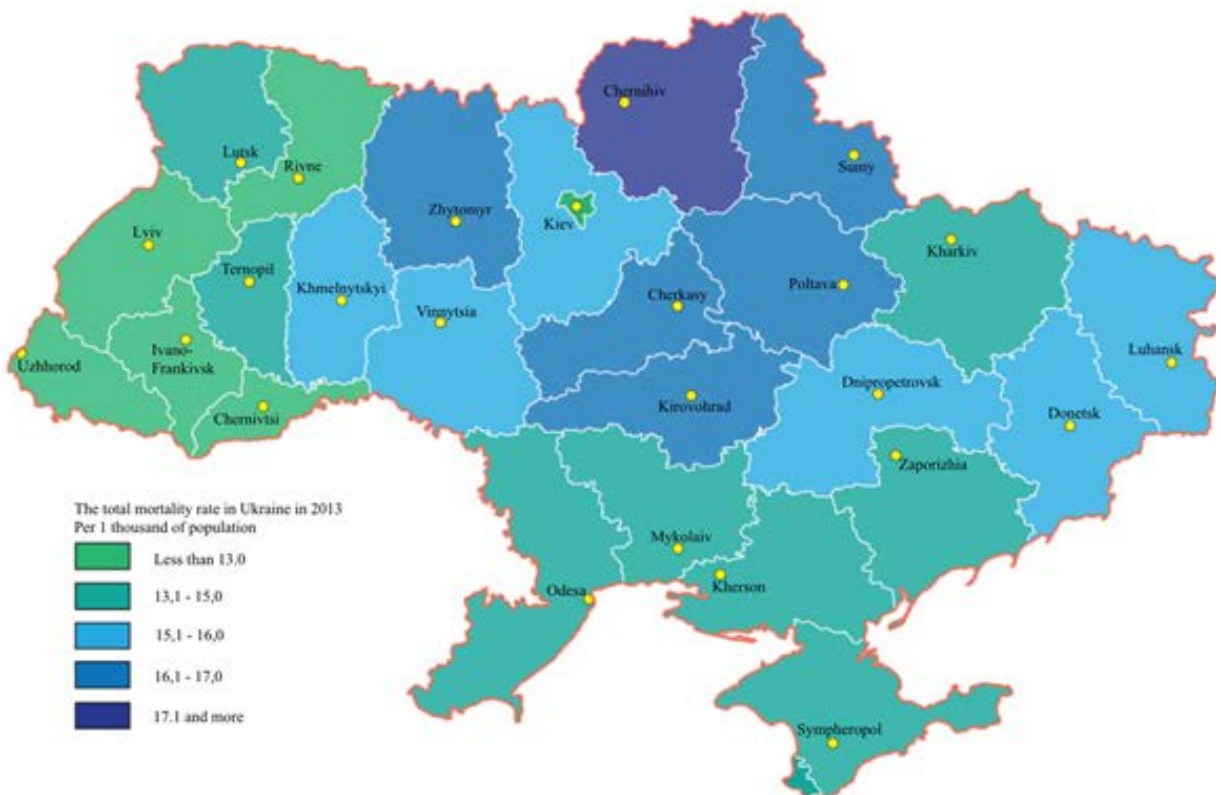 Chernihiv
Sumy
Lutsk
Rivne
Zhytomyr
Kiev
Lviv
Kharkiv
Ternopil
Khmelnytskyi
Vinnytsia
Cherkasy
Poltava
Ivano-
Frankivsk
Uzhhorod
Luhansk
Dnipropetrovsk
Chernivtsi
Kirovohrad
Donetsk
Zaporizhia
Mykolaiv
Kherson
Odesa
Sympheropol
The total mortality rate in Ukraine in 2013
Per 1 thousand of population
Less than 13.0
13,1 - 15,0
15,1 - 16,0
16,1 - 17,0
17.1 and more